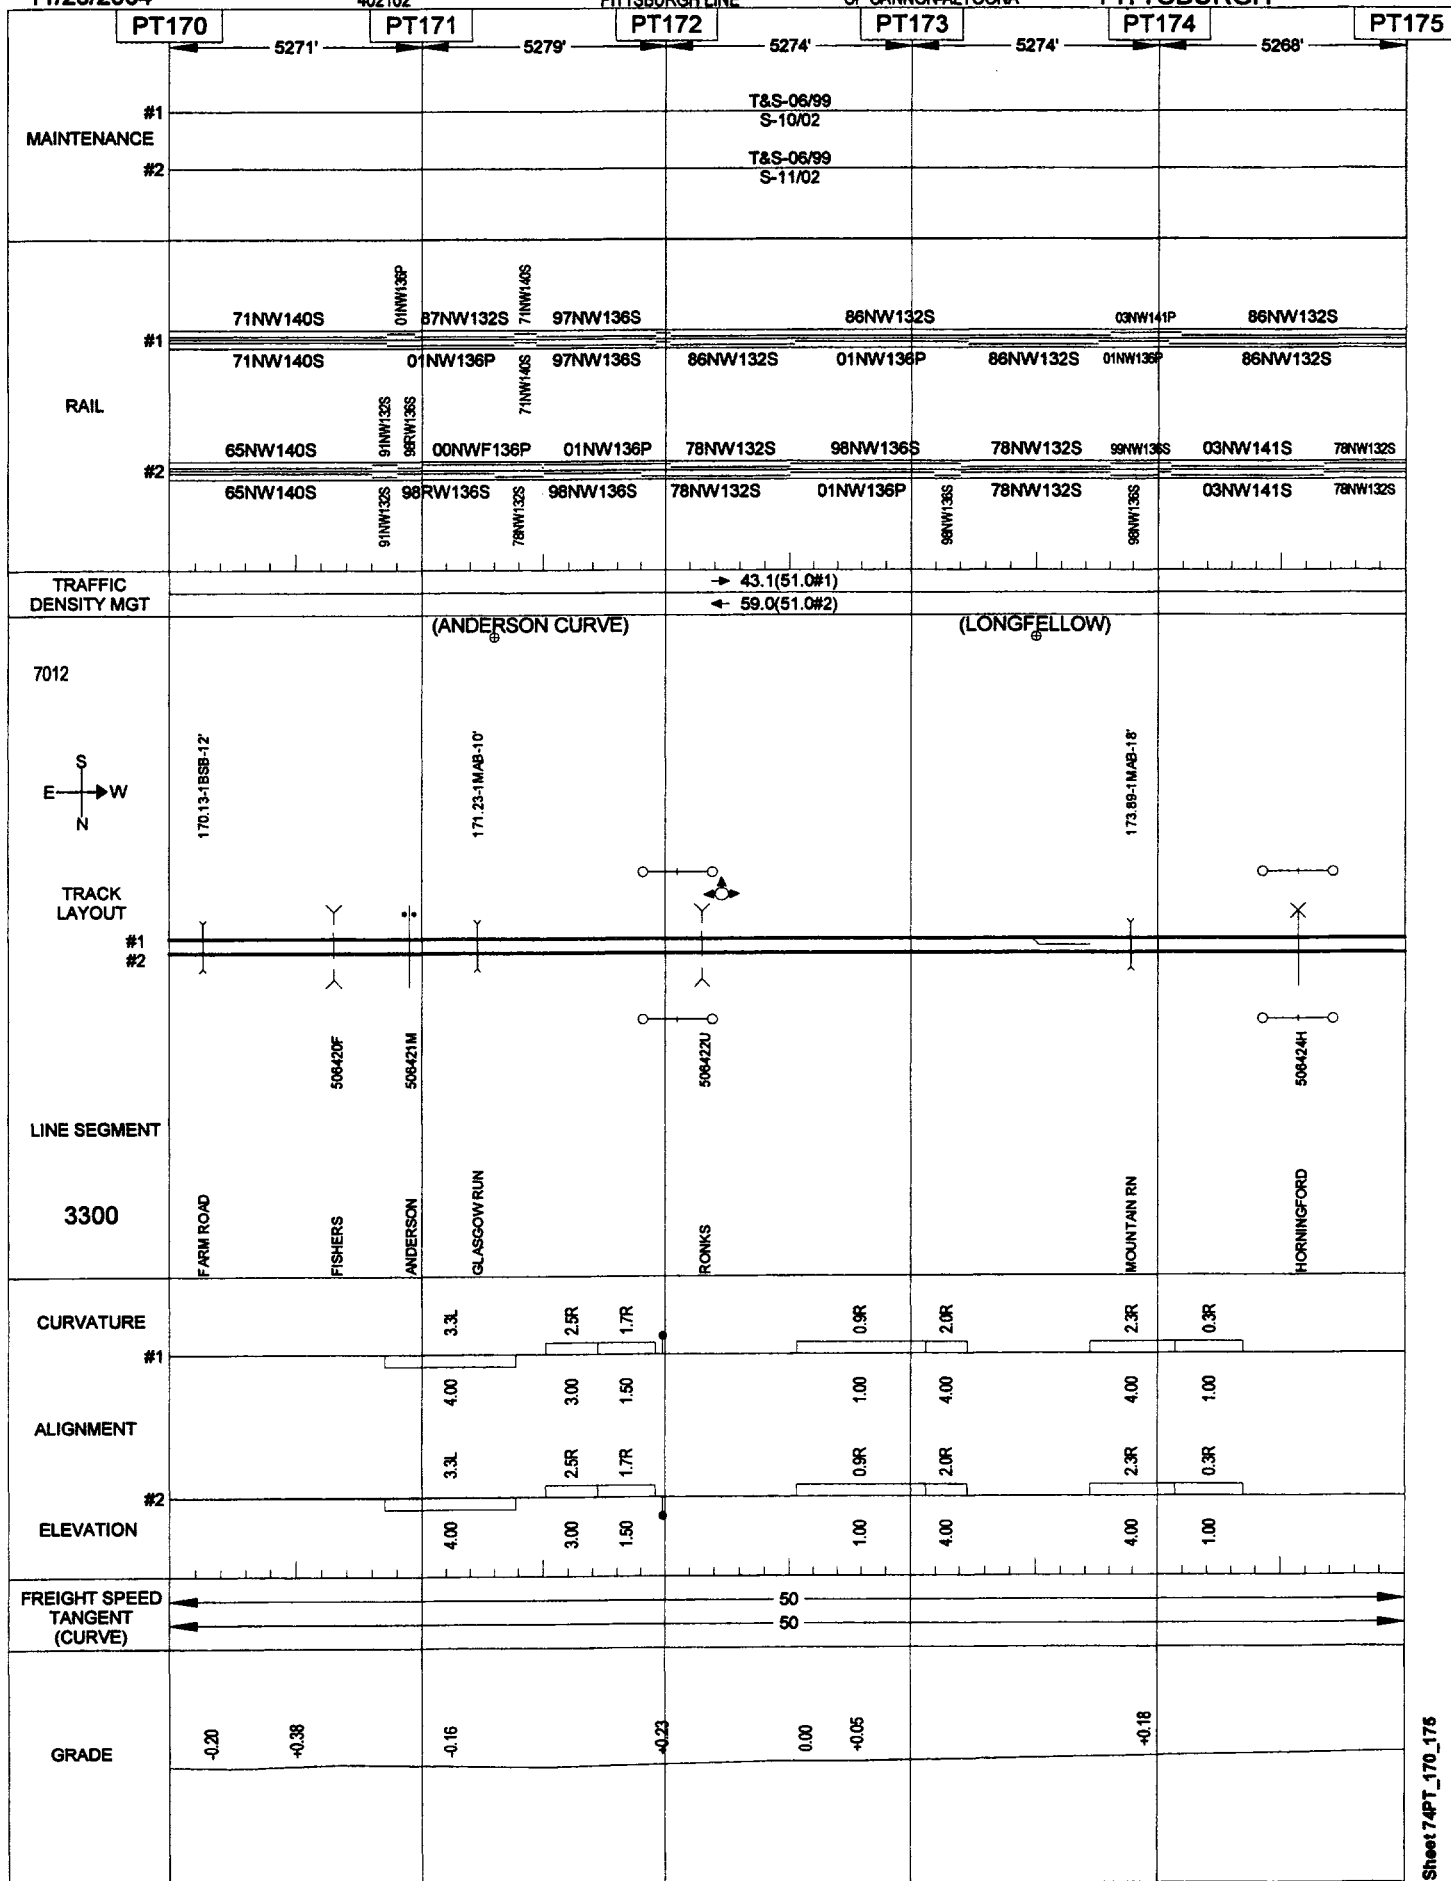 PITTSBURGH LINE
PT170 PT171 PT172 PT173 PT174 PT175
5271' 5279' 5274' 5274' 5268'
#1 T&S-06/99
S-10/02
MAINTENANCE
#2 T&S-06/99
S-11/02
01NW136P 71NW140S
71NW140S 87NW132S 97NW136S 86NW132S 03NW141P 86NW132S
#1
71NW140S 01NW136P 97NW136S 86NW132S 01NW136P 86NW132S 01NW136P 86NW132S
71NW140S
RAIL
91NW132S 98RW136S
65NW140S 00NWF136P 01NW136P 78NW132S 98NW136S 78NW132S 99NW136S 03NW141S 78NW132S
#2
65NW140S 98RW136S 98NW136S 78NW132S 01NW136P 78NW132S 03NW141S 78NW132S
91NW132S 78NW132S 98NW136S 98NW136S
TRAFFIC
DENSITY MGT
43.1(51.0#1)
59.0(51.0#2)
(ANDERSON CURVE) (LONGFELLOW)
7012
170.13-1BSB-12' 171.23-1MAB-10' 173.89-1MAB-18'
S
E W
N
TRACK
LAYOUT
#1
#2
506420F 506421M 506422U 506424H
LINE SEGMENT
3300
FARM ROAD FISHERS ANDERSON GLASGOW RUN RONKS MOUNTAIN RN HORNINGFORD
CURVATURE
3.3L 2.5R 1.7R 0.9R 2.0R 2.3R 0.3R
#1
4.00 3.00 1.50 1.00 4.00 4.00 1.00
ALIGNMENT
3.3L 2.5R 1.7R 0.9R 2.0R 2.3R 0.3R
#2
ELEVATION
4.00 3.00 1.50 1.00 4.00 4.00 1.00
FREIGHT SPEED
TANGENT
(CURVE)
50
50
GRADE
-0.20 +0.38 -0.16 +0.23 0.00 +0.05 +0.18
Sheet 74PT_170_175